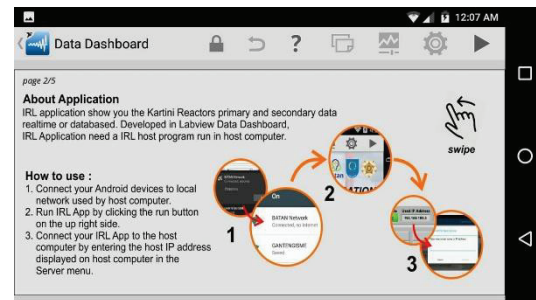 12:07 AM
Data Dashboard
?
page 2/5
About Application
IRL application show you the Kartini Reactors primary and secondary data
realtime or databased. Developed in Labview Data Dashboard,
IRL Application need a IRL host program run in host computer.
swipe
How to use :
1. Connect your Android devices to local
network used by host computer.
2. Run IRL App by clicking the run button
on the up right side.
3. Connect your IRL App to the host
computer by entering the host IP address
displayed on host computer in the
Server menu.
1
On
BATAN Network
Connected, no Internet
Saved
2
3